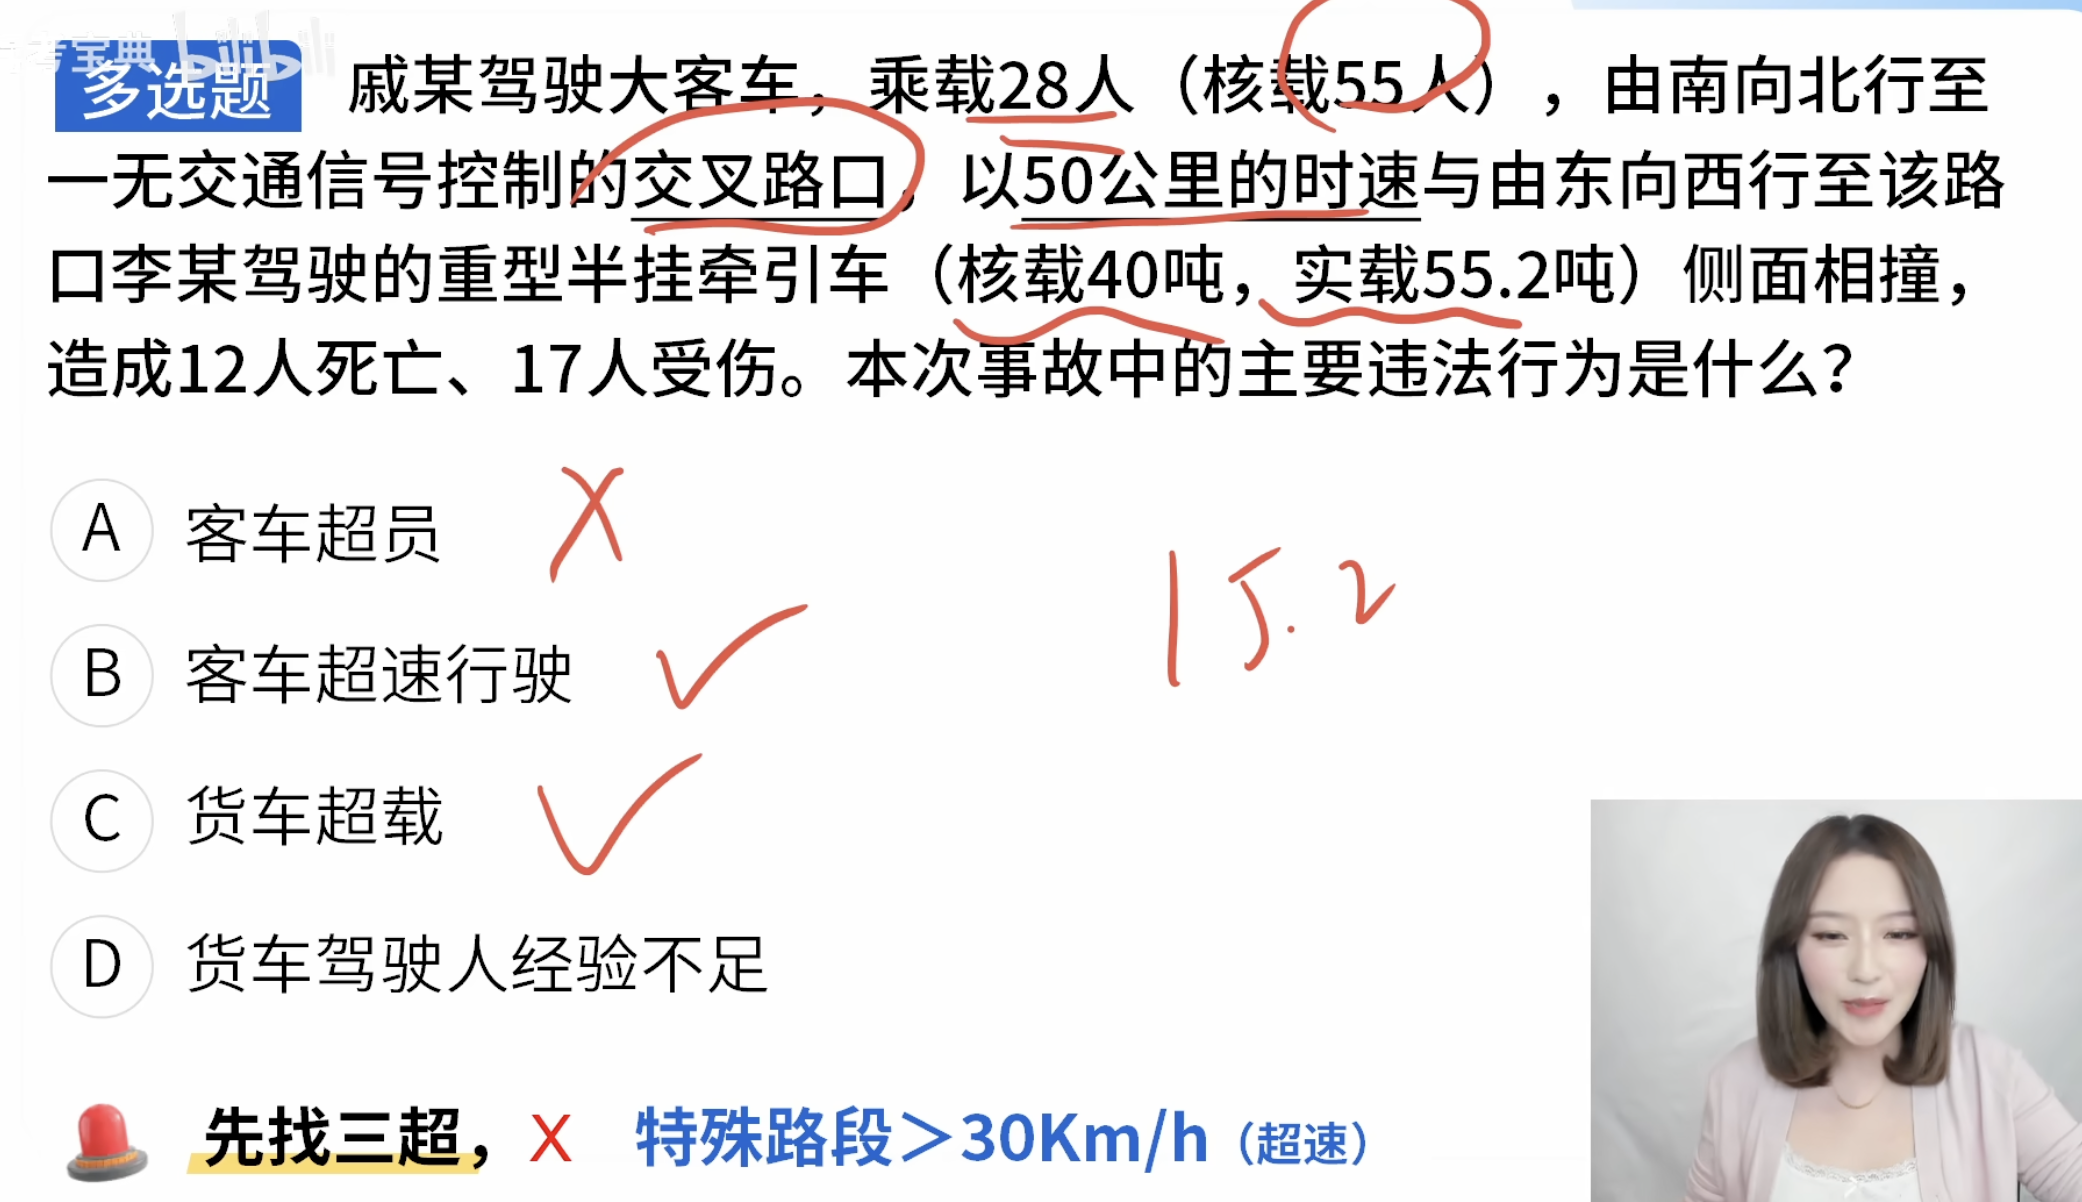 考宝典 bilibili
多选题 戚某驾驶大客车，乘载28人（核载55人），由南向北行至
一无交通信号控制的交叉路口，以50公里的时速与由东向西行至该路
口李某驾驶的重型半挂牵引车（核载40吨，实载55.2吨）侧面相撞，
造成12人死亡、17人受伤。本次事故中的主要违法行为是什么？
A 客车超员 X
15.2
B 客车超速行驶 ✓
C 货车超载 ✓
D 货车驾驶人经验不足
先找三超，X 特殊路段＞30Km/h（超速）